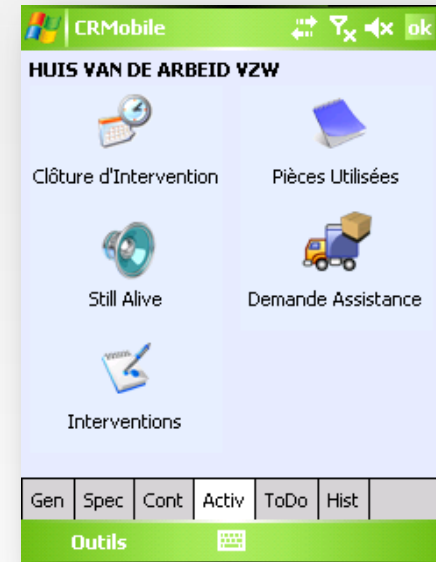 CRMobile ok
HUIS VAN DE ARBEID VZW
Clôture d'Intervention Pièces Utilisées
Still Alive Demande Assistance
Interventions
Gen Spec Cont Activ ToDo Hist
Outils